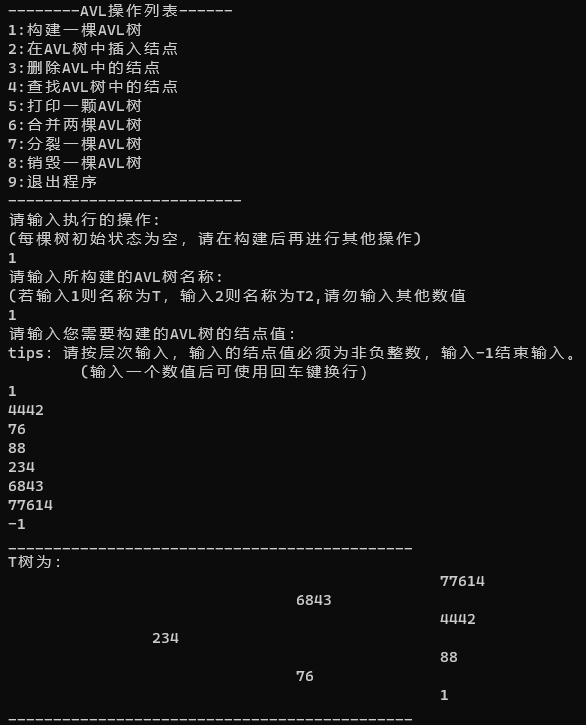 --------AVL操作列表------
1:构建一棵AVL树
2:在AVL树中插入结点
3:删除AVL中的结点
4:查找AVL树中的结点
5:打印一颗AVL树
6:合并两棵AVL树
7:分裂一棵AVL树
8:销毁一棵AVL树
9:退出程序
--------------------------
请输入执行的操作:
(每棵树初始状态为空，请在构建后再进行其他操作)
1
请输入所构建的AVL树名称:
(若输入1则名称为T，输入2则名称为T2,请勿输入其他数值
1
请输入您需要构建的AVL树的结点值:
tips: 请按层次输入，输入的结点值必须为非负整数，输入-1结束输入。
(输入一个数值后可使用回车键换行)
1
4442
76
88
234
6843
77614
-1
_____________________________________________
T树为:
77614
6843
4442
234
88
76
1
---------------------------------------------